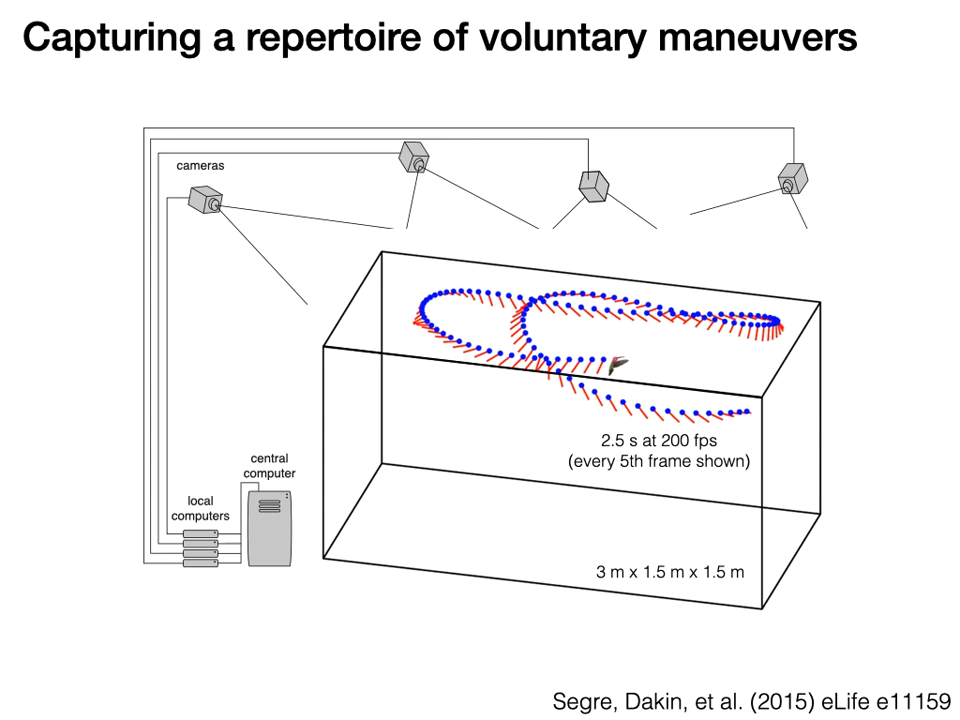 Capturing a repertoire of voluntary maneuvers
cameras
2.5 s at 200 fps
(every 5th frame shown)
central
computer
local
computers
3 m x 1.5 m x 1.5 m
Segre, Dakin, et al. (2015) eLife e11159